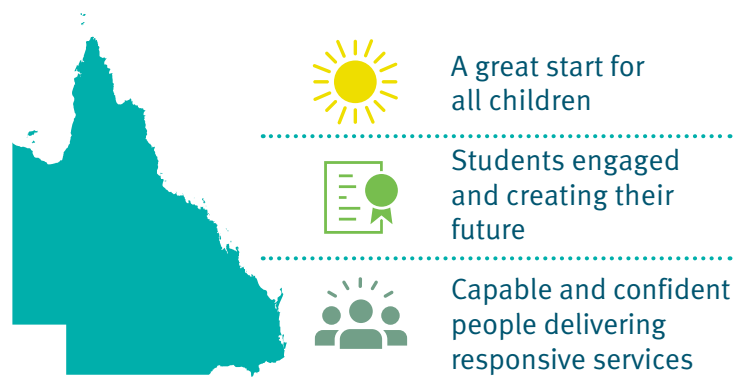 A great start for
all children
Students engaged
and creating their
future
Capable and confident
people delivering
responsive services